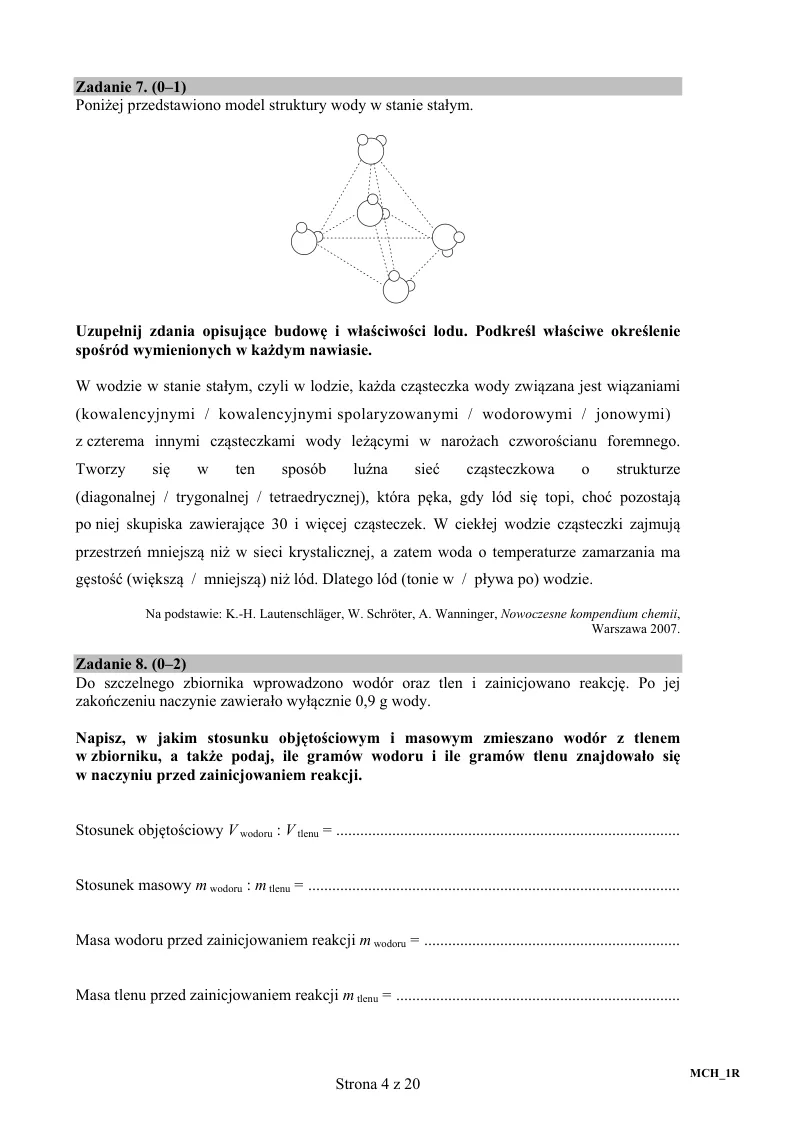 Zadanie 7. (0–1)
Poniżej przedstawiono model struktury wody w stanie stałym.
Uzupełnij zdania opisujące budowę i właściwości lodu. Podkreśl właściwe określenie
spośród wymienionych w każdym nawiasie.
W wodzie w stanie stałym, czyli w lodzie, każda cząsteczka wody związana jest wiązaniami
(kowalencyjnymi / kowalencyjnymi spolaryzowanymi / wodorowymi / jonowymi)
z czterema innymi cząsteczkami wody leżącymi w narożach czworościanu foremnego.
Tworzy się w ten sposób luźna sieć cząsteczkowa o strukturze
(diagonalnej / trygonalnej / tetraedrycznej), która pęka, gdy lód się topi, choć pozostają
po niej skupiska zawierające 30 i więcej cząsteczek. W ciekłej wodzie cząsteczki zajmują
przestrzeń mniejszą niż w sieci krystalicznej, a zatem woda o temperaturze zamarzania ma
gęstość (większą / mniejszą) niż lód. Dlatego lód (tonie w / pływa po) wodzie.
Na podstawie: K.-H. Lautenschläger, W. Schröter, A. Wanninger, Nowoczesne kompendium chemii,
Warszawa 2007.
Zadanie 8. (0–2)
Do szczelnego zbiornika wprowadzono wodór oraz tlen i zainicjowano reakcję. Po jej
zakończeniu naczynie zawierało wyłącznie 0,9 g wody.
Napisz, w jakim stosunku objętościowym i masowym zmieszano wodór z tlenem
w zbiorniku, a także podaj, ile gramów wodoru i ile gramów tlenu znajdowało się
w naczyniu przed zainicjowaniem reakcji.
Stosunek objętościowy V wodoru : V tlenu = ......................................................................................
Stosunek masowy m wodoru : m tlenu = .............................................................................................
Masa wodoru przed zainicjowaniem reakcji m wodoru = ................................................................
Masa tlenu przed zainicjowaniem reakcji m tlenu = .......................................................................
Strona 4 z 20
MCH_1R